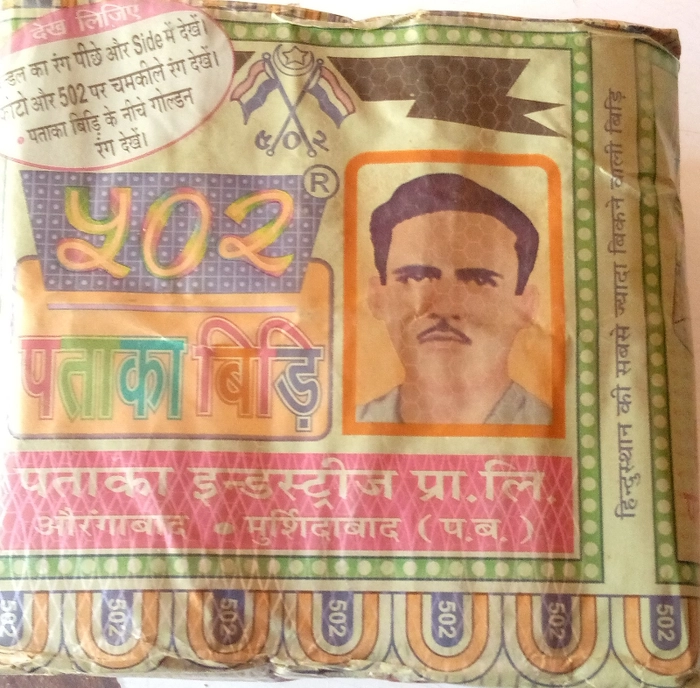 देख लिजिए
का रंग पीछे और Side में देखें।
और 502 पर चमकीले रंग देखें।
• पताका बिड़ि के नीचे गोल्डन
रंग देखें।
५०२
५०२ ®
पताका बिड़ि
पताका इन्डस्ट्रीज प्रा.लि.
औरंगाबाद • मुर्शिदाबाद (प.ब.)
हिन्दुस्थान की सबसे ज्यादा बिकने वाली बिड़ि
502 502 502 502 502 502 502